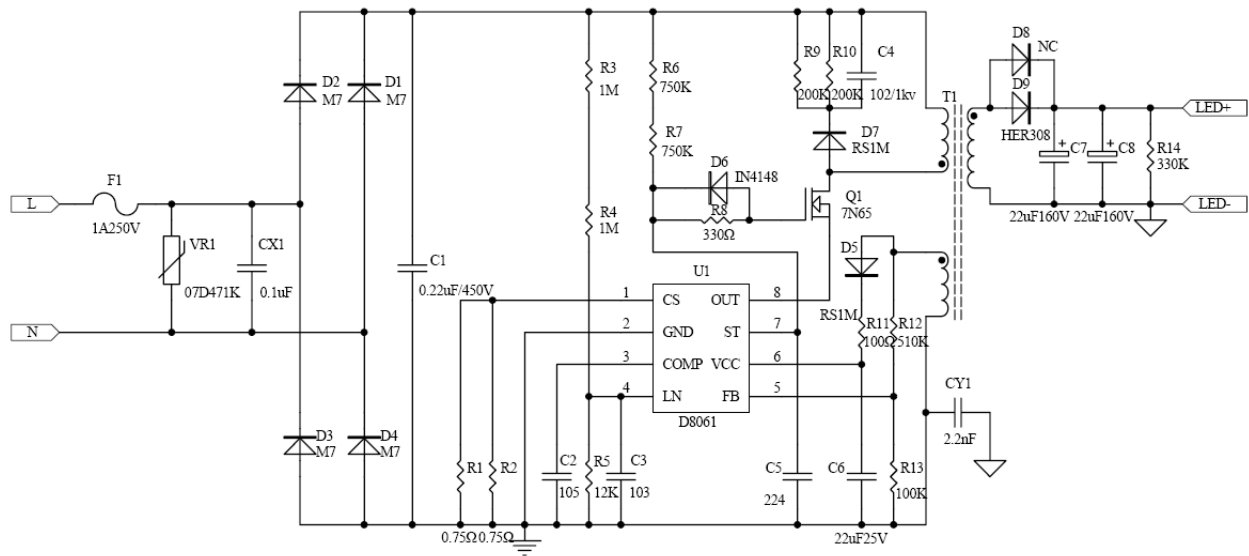 D8
NC
D9
HER308
T1
LED+
LED-
C7
C8
22uF160V
22uF160V
R14
330K
R9
R10
C4
200K
200K
102/1kv
D7
RS1M
R3
1M
R6
750K
R7
750K
D6
IN4148
R8
330Ω
Q1
7N65
R4
1M
D2
M7
D1
M7
F1
L
1A250V
VR1
07D471K
CX1
0.1uF
N
C1
0.22uF/450V
D5
RS1M
R11
100Ω
R12
510K
U1
1
CS
OUT
8
2
GND
ST
7
3
COMP
VCC
6
4
LN
FB
5
D8061
CY1
2.2nF
D3
M7
D4
M7
R1
R2
0.75Ω
0.75Ω
C2
105
R5
12K
C3
103
C5
224
C6
22uF25V
R13
100K